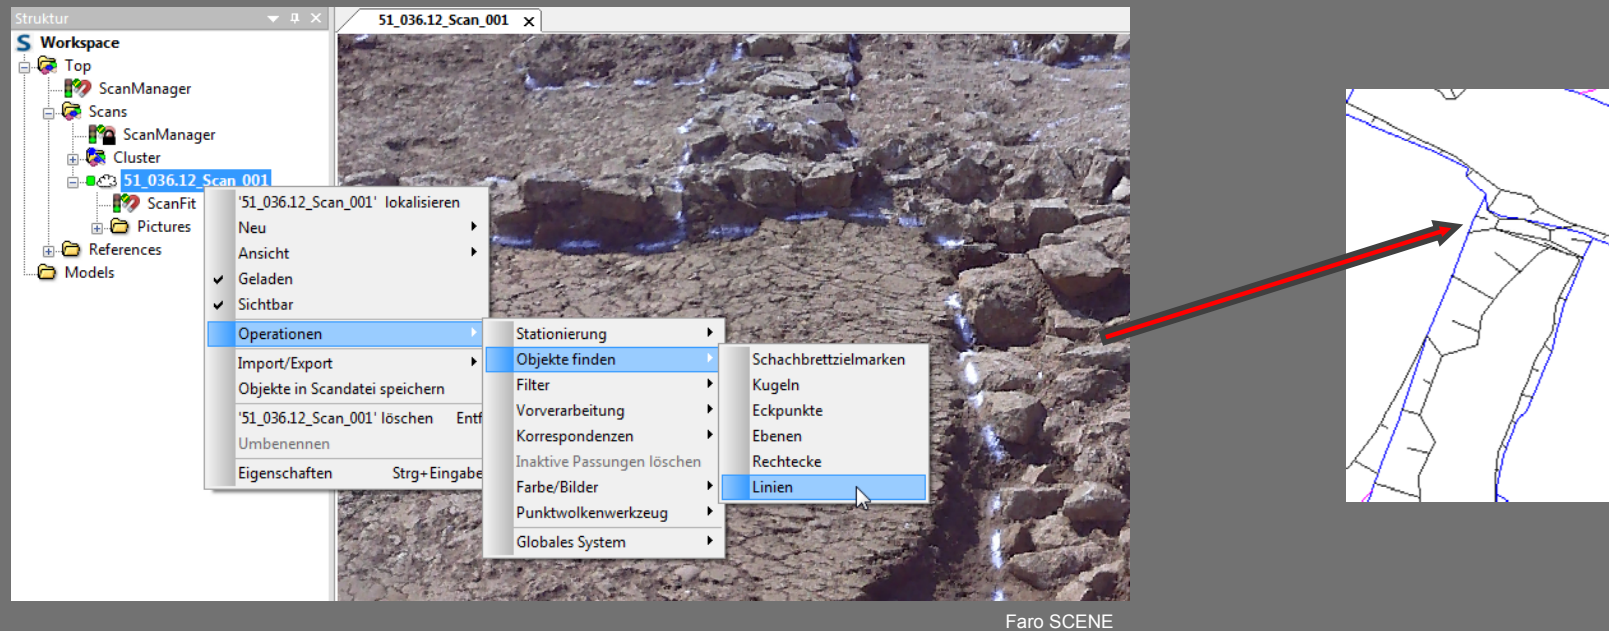 Struktur
Workspace
Top
ScanManager
Scans
ScanManager
Cluster
51_036.12_Scan_001
ScanFit
Pictures
References
Models
51_036.12_Scan_001
'51_036.12_Scan_001' lokalisieren
Neu
Ansicht
Geladen
Sichtbar
Operationen
Import/Export
Objekte in Scandatei speichern
'51_036.12_Scan_001' löschen Entf
Umbenennen
Eigenschaften Strg+Eingabe
Stationierung
Objekte finden
Filter
Vorverarbeitung
Korrespondenzen
Inaktive Passungen löschen
Farbe/Bilder
Punktwolkenwerkzeug
Globales System
Schachbrettzielmarken
Kugeln
Eckpunkte
Ebenen
Rechtecke
Linien
Faro SCENE